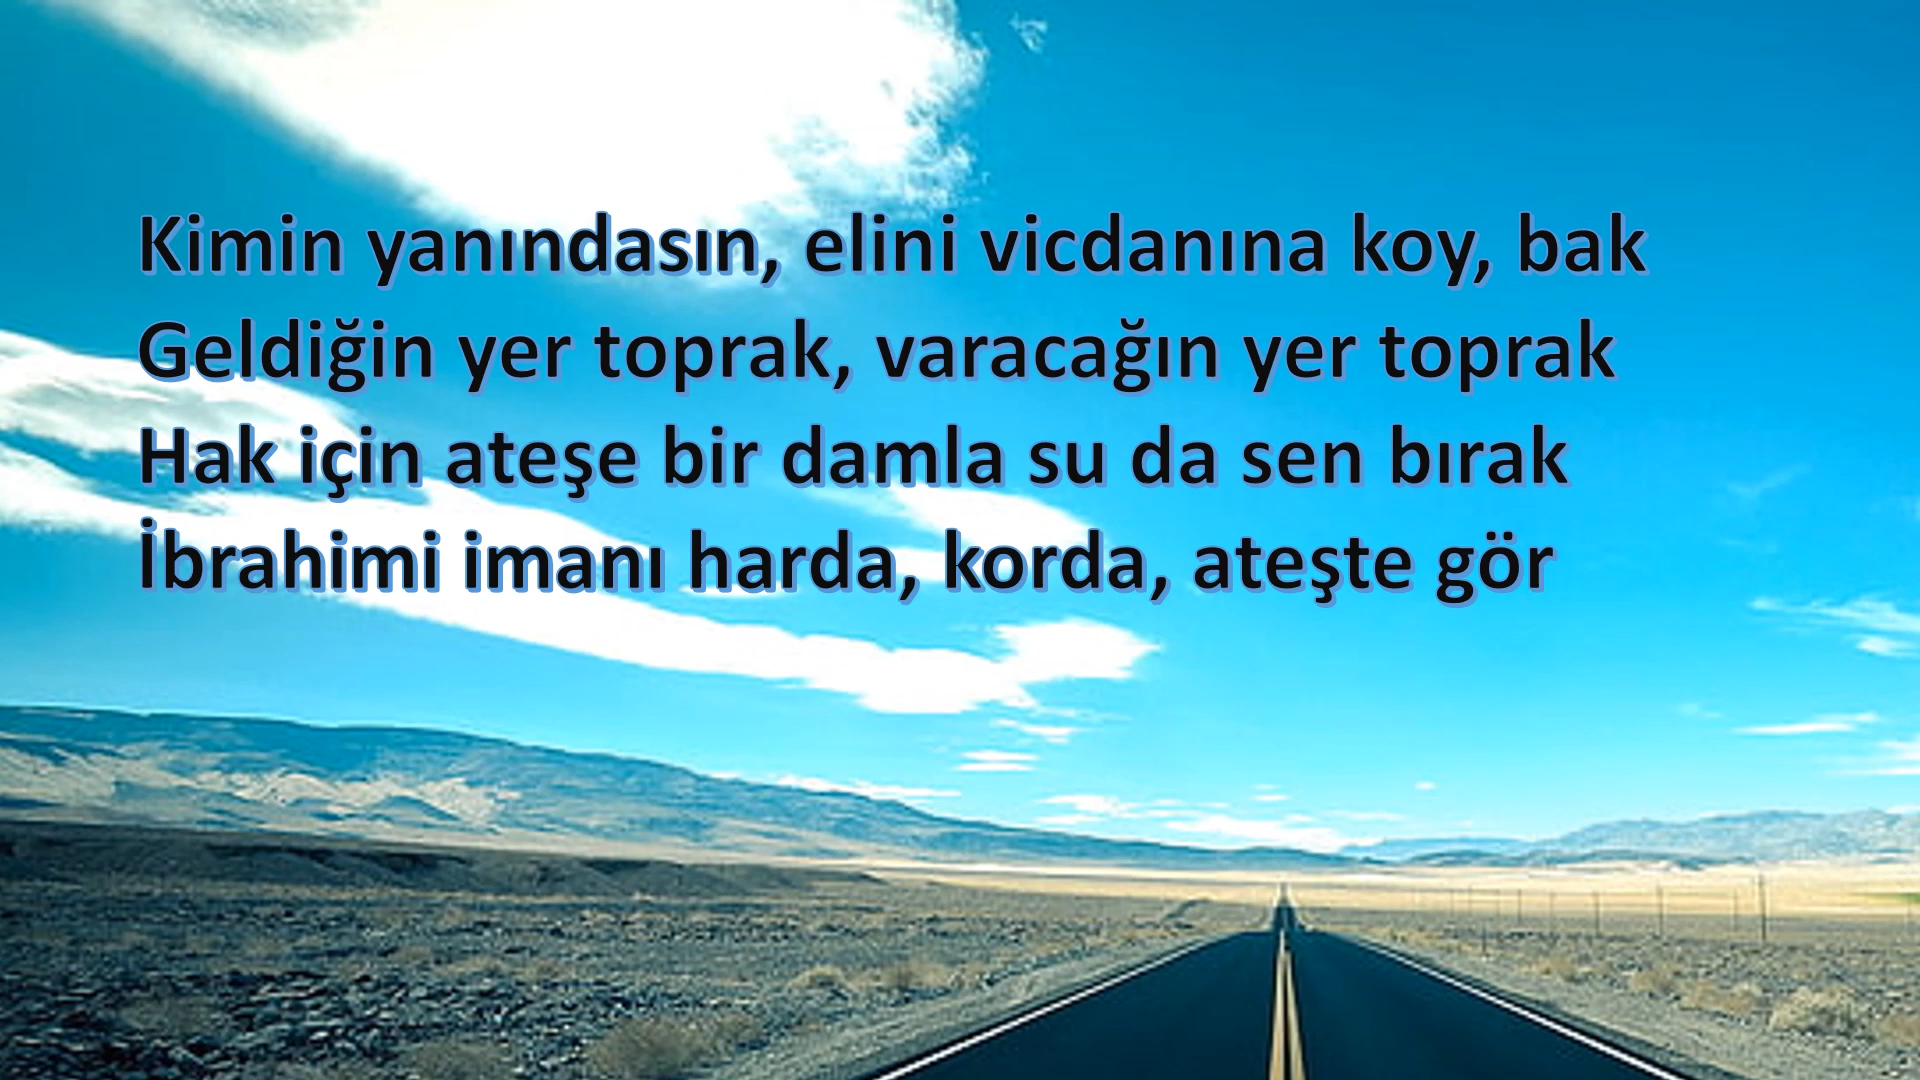 Kimin yanındasın, elini vicdanına koy, bak
Geldiğin yer toprak, varacağın yer toprak
Hak için ateşe bir damla su da sen bırak
İbrahimi imanı harda, korda, ateşte gör